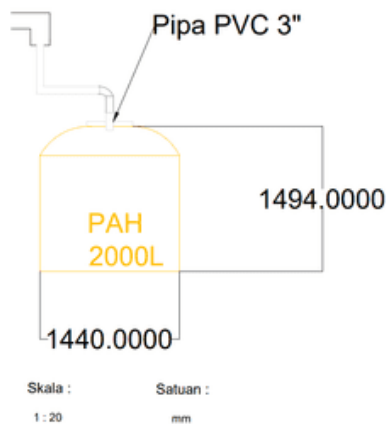 Pipa PVC 3"
1494.0000
PAH
2000L
1440.0000
Skala :
Satuan :
1 : 20
mm